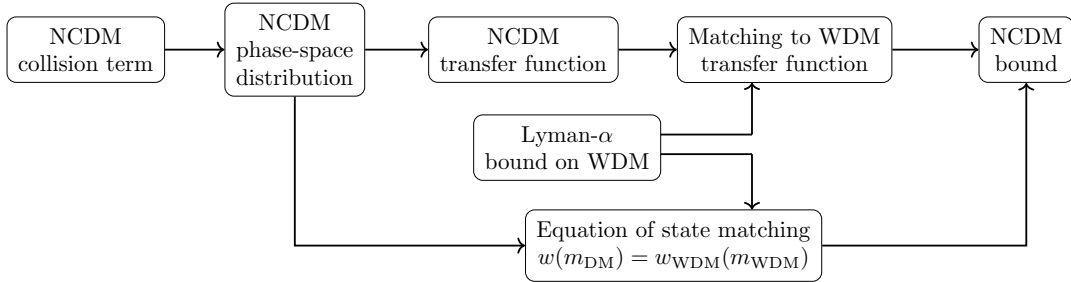 NCDM
collision term
NCDM
phase-space
distribution
NCDM
transfer function
Matching to WDM
transfer function
NCDM
bound
Lyman-α
bound on WDM
Equation of state matching
w(m_DM) = w_WDM(m_WDM)